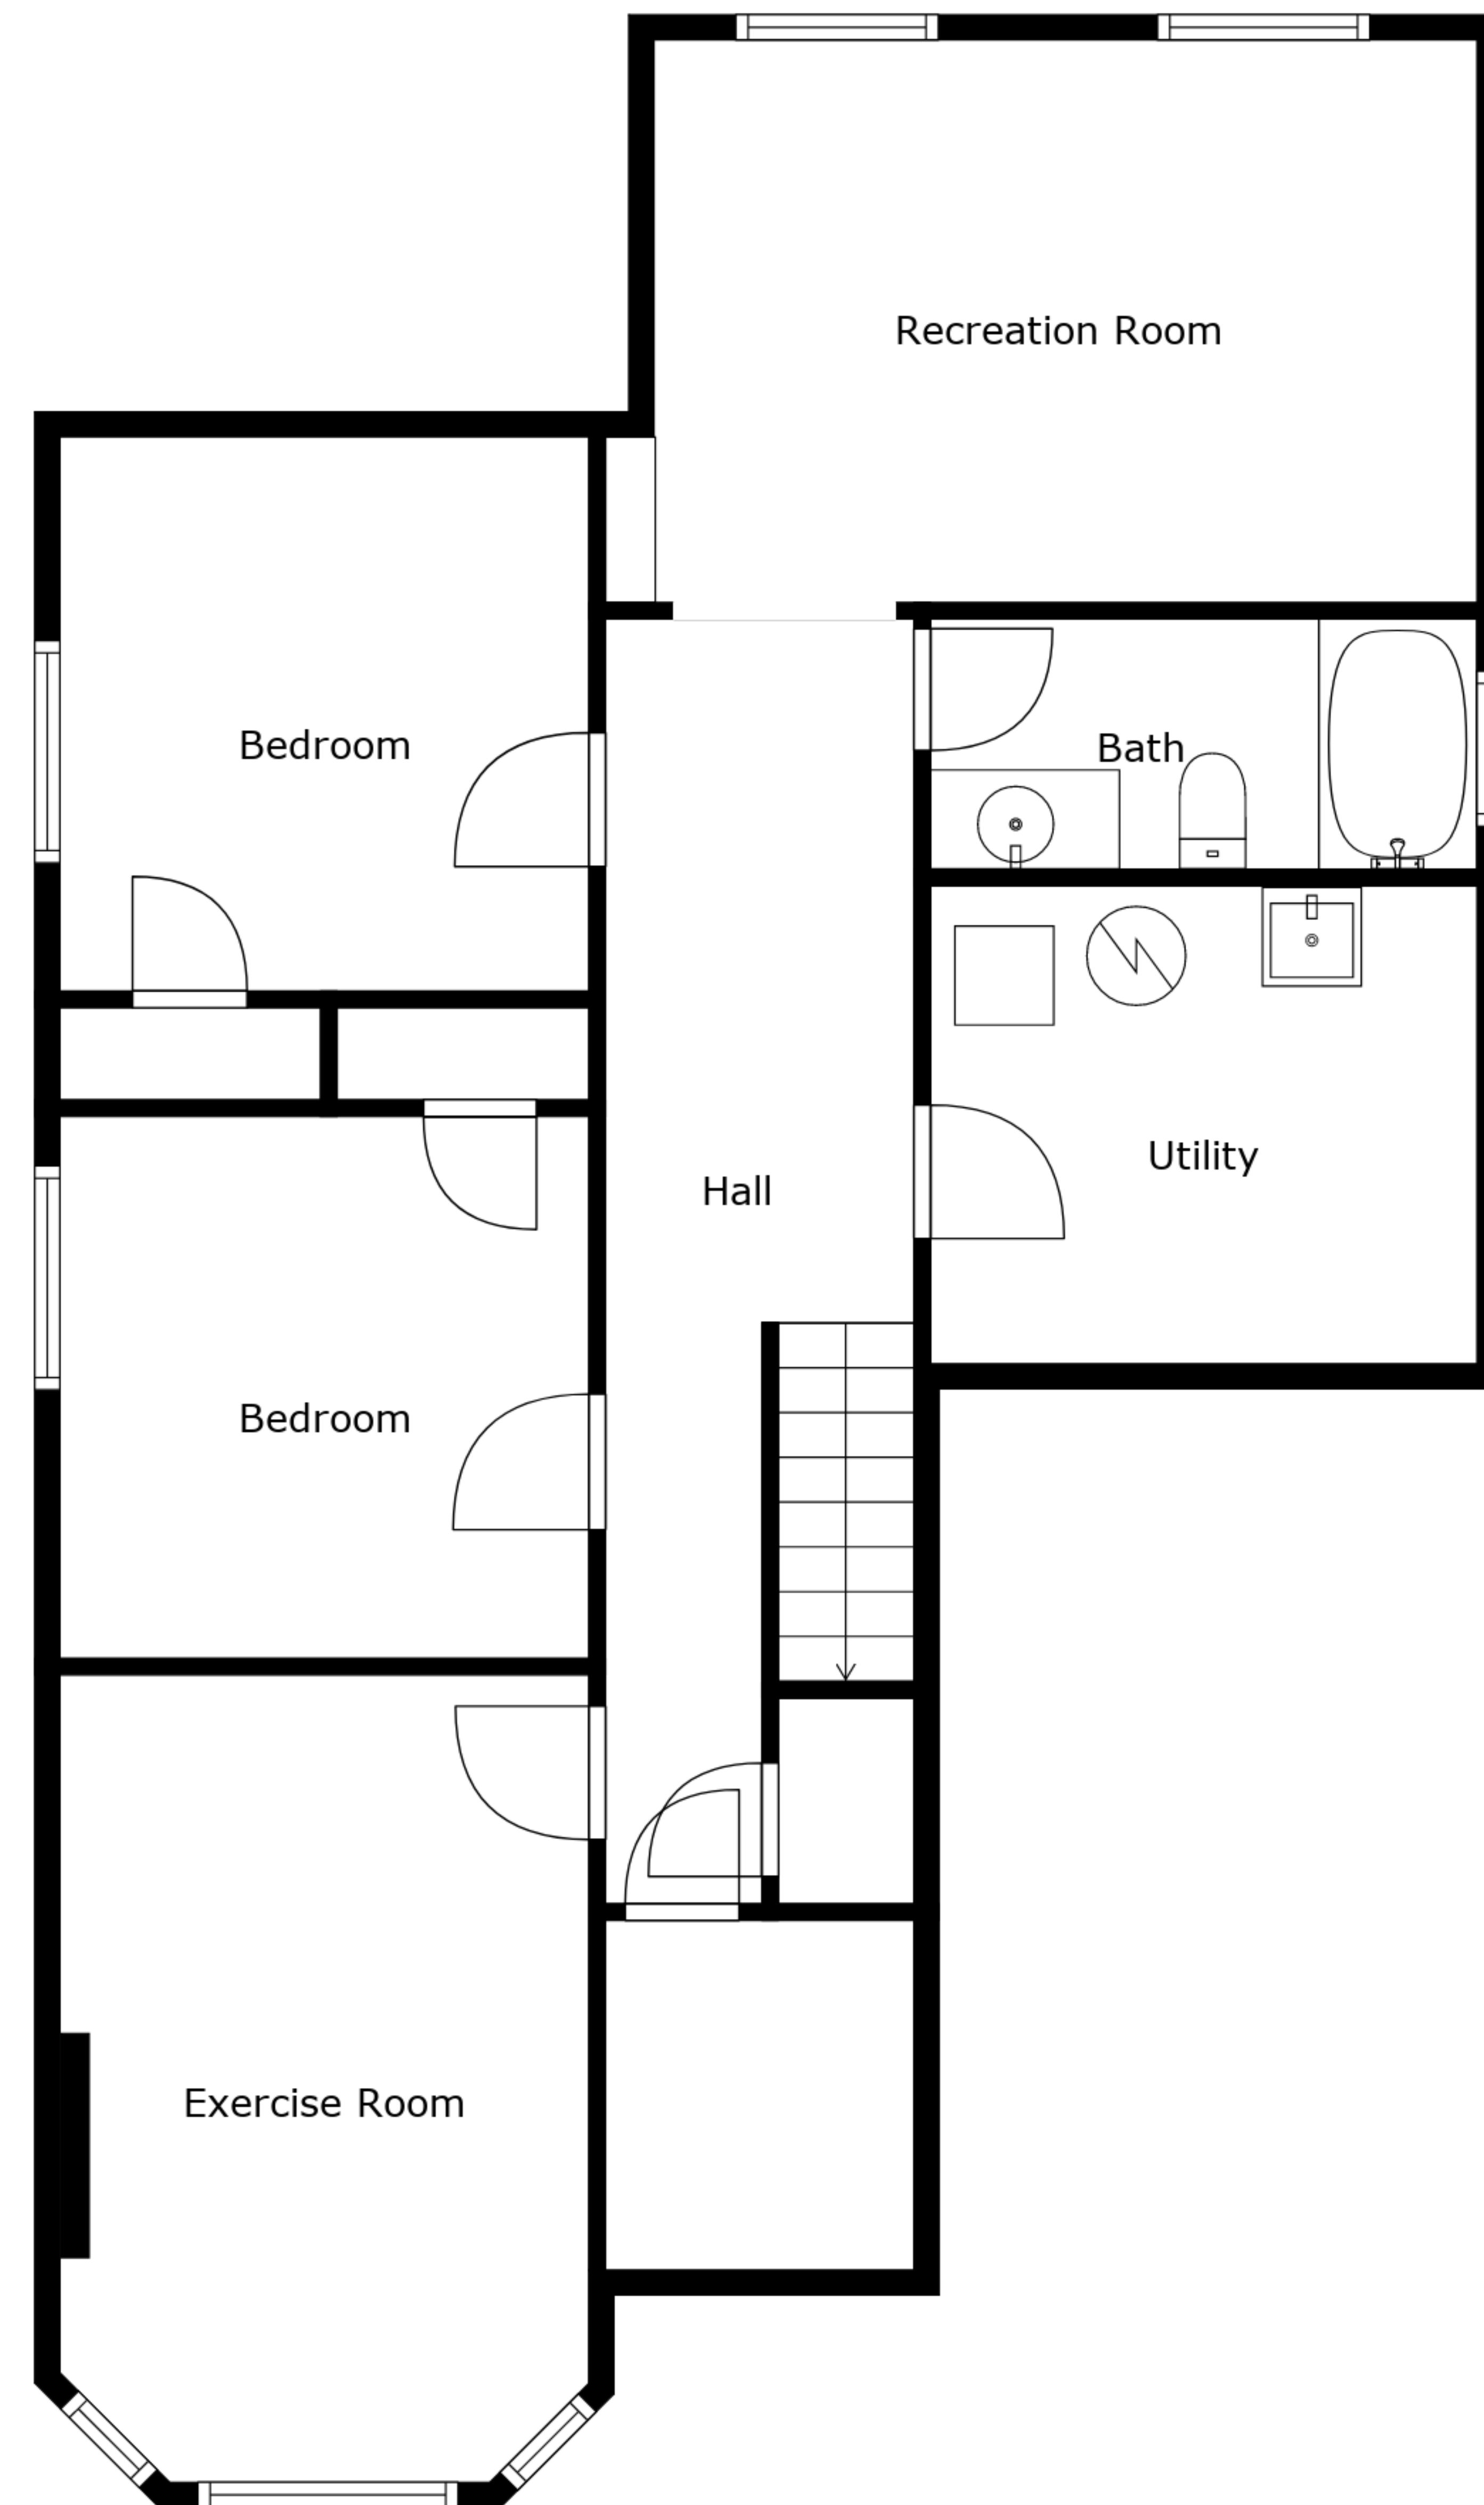 Recreation Room
Bedroom
Bath
Utility
Hall
Bedroom
Exercise Room